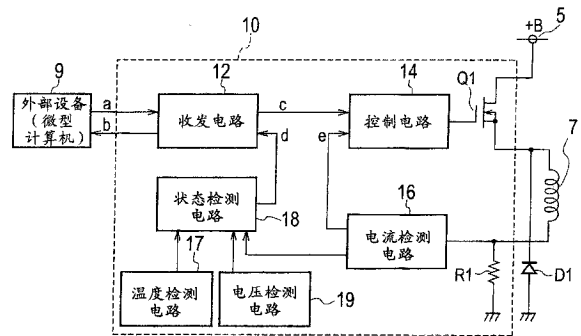 10
+B
5
9
12
14
Q1
外部设备
(微型
计算机)
a
b
收发电路
c
d
e
控制电路
7
状态检测
电路
18
16
电流检测
电路
17
温度检测
电路
电压检测
电路
19
R1
D1